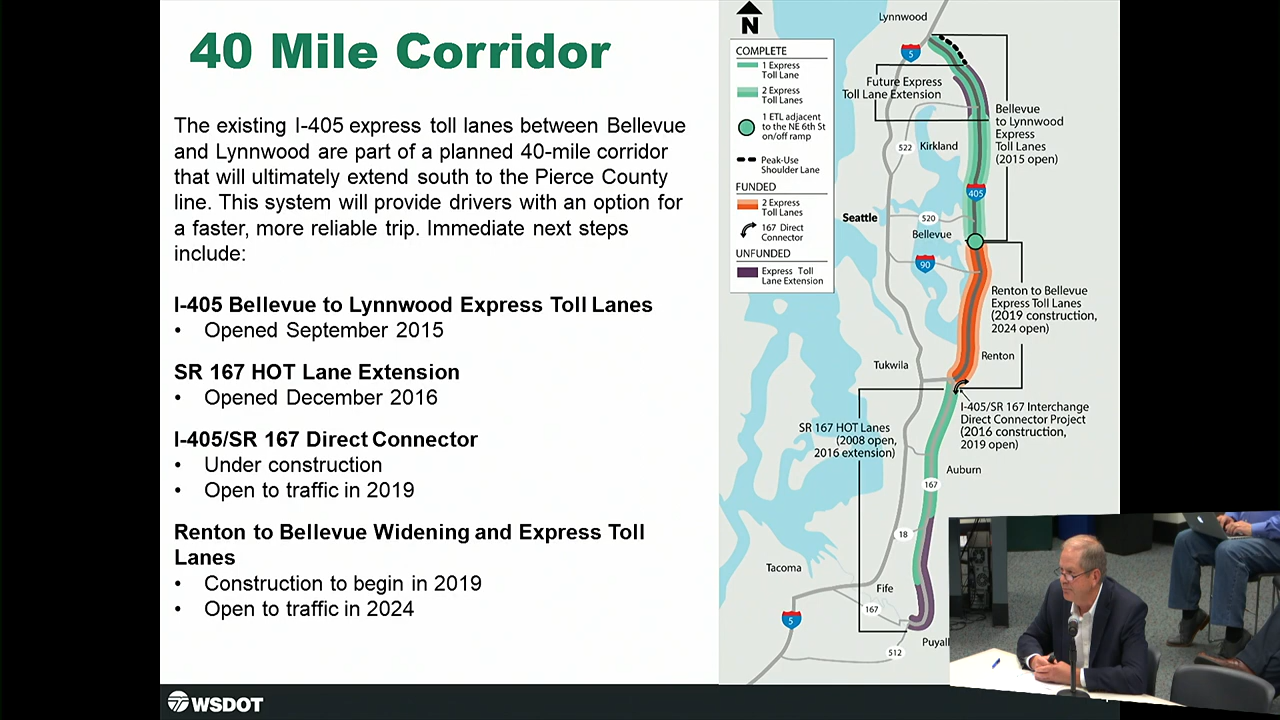 40 Mile Corridor
The existing I-405 express toll lanes between Bellevue
and Lynnwood are part of a planned 40-mile corridor
that will ultimately extend south to the Pierce County
line. This system will provide drivers with an option for
a faster, more reliable trip. Immediate next steps
include:
I-405 Bellevue to Lynnwood Express Toll Lanes
• Opened September 2015
SR 167 HOT Lane Extension
• Opened December 2016
I-405/SR 167 Direct Connector
• Under construction
• Open to traffic in 2019
Renton to Bellevue Widening and Express Toll
Lanes
• Construction to begin in 2019
• Open to traffic in 2024
WSDOT
N
COMPLETE
1 Express
Toll Lane
2 Express
Toll Lanes
1 ETL adjacent
to the NE 6th St
on/off ramp
Peak-Use
Shoulder Lane
FUNDED
2 Express
Toll Lanes
167 Direct
Connector
UNFUNDED
Express Toll
Lane Extension
Lynnwood
5
Future Express
Toll Lane Extension
Bellevue
to Lynnwood
Express
Toll Lanes
(2015 open)
522
Kirkland
405
Seattle
520
Bellevue
90
Renton to Bellevue
Express Toll Lanes
(2019 construction,
2024 open)
Renton
Tukwila
I-405/SR 167 Interchange
Direct Connector Project
(2016 construction,
2019 open)
SR 167 HOT Lanes
(2008 open,
2016 extension)
Auburn
167
18
Tacoma
Fife
167
5
512
Puyall